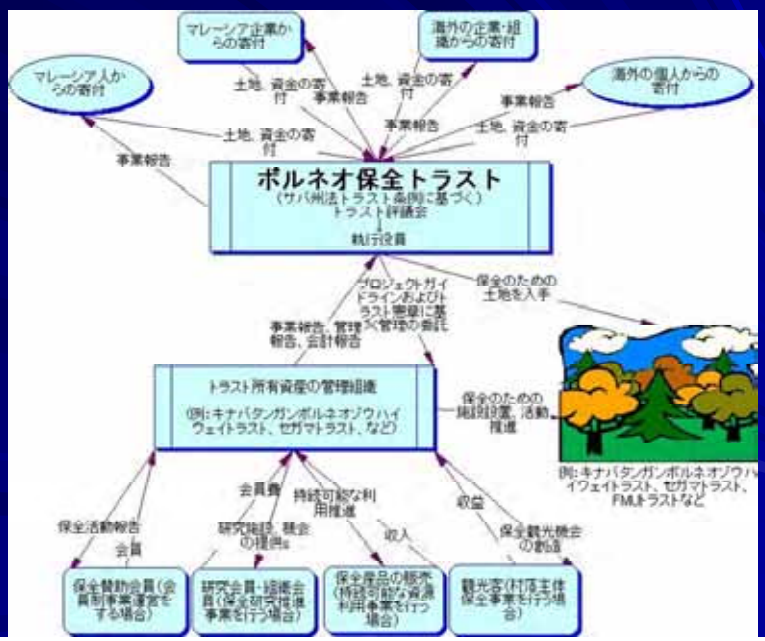 マレーシア企業か
らの寄付
海外の企業・組
織からの寄付
マレーシア人か
らの寄付
海外の個人からの
寄付
土地、資金の寄
付
事業報告
土地、資金の寄
付
事業報告
事業報告
土地、資金の寄
付
土地、資金の寄
付
事業報告
ボルネオ保全トラスト
(サバ州法トラスト条例に基づく)
トラスト評議会
執行役員
プロジェクトガイ
ドラインおよびト
ラスト憲章に基
づく管理の委託
保全のための
土地を入手
事業報告、管理
報告、会計報告
トラスト所有資産の管理組織
(例:キナバタンガンボルネオゾウハイ
ウェイトラスト、セガマトラスト、など)
保全のための
施設設置、活動
推進
(例:キナバタンガンボルネオゾウハ
イウェイトラスト、セガマトラスト、
FMUトラストなど
保全活動報告
会員
会員費
研究施設、機会
の提供s
持続可能な利
用推進
収入
収益
保全観光機会
の創造
保全賛助会員(会
員制事業運営を
する場合)
研究会員・組織会
員(保全研究推進
事業を行う場合)
保全産品の販売
(持続可能な資源
利用事業を行う
場合)
観光客(村落主体
保全事業を行う場
合)